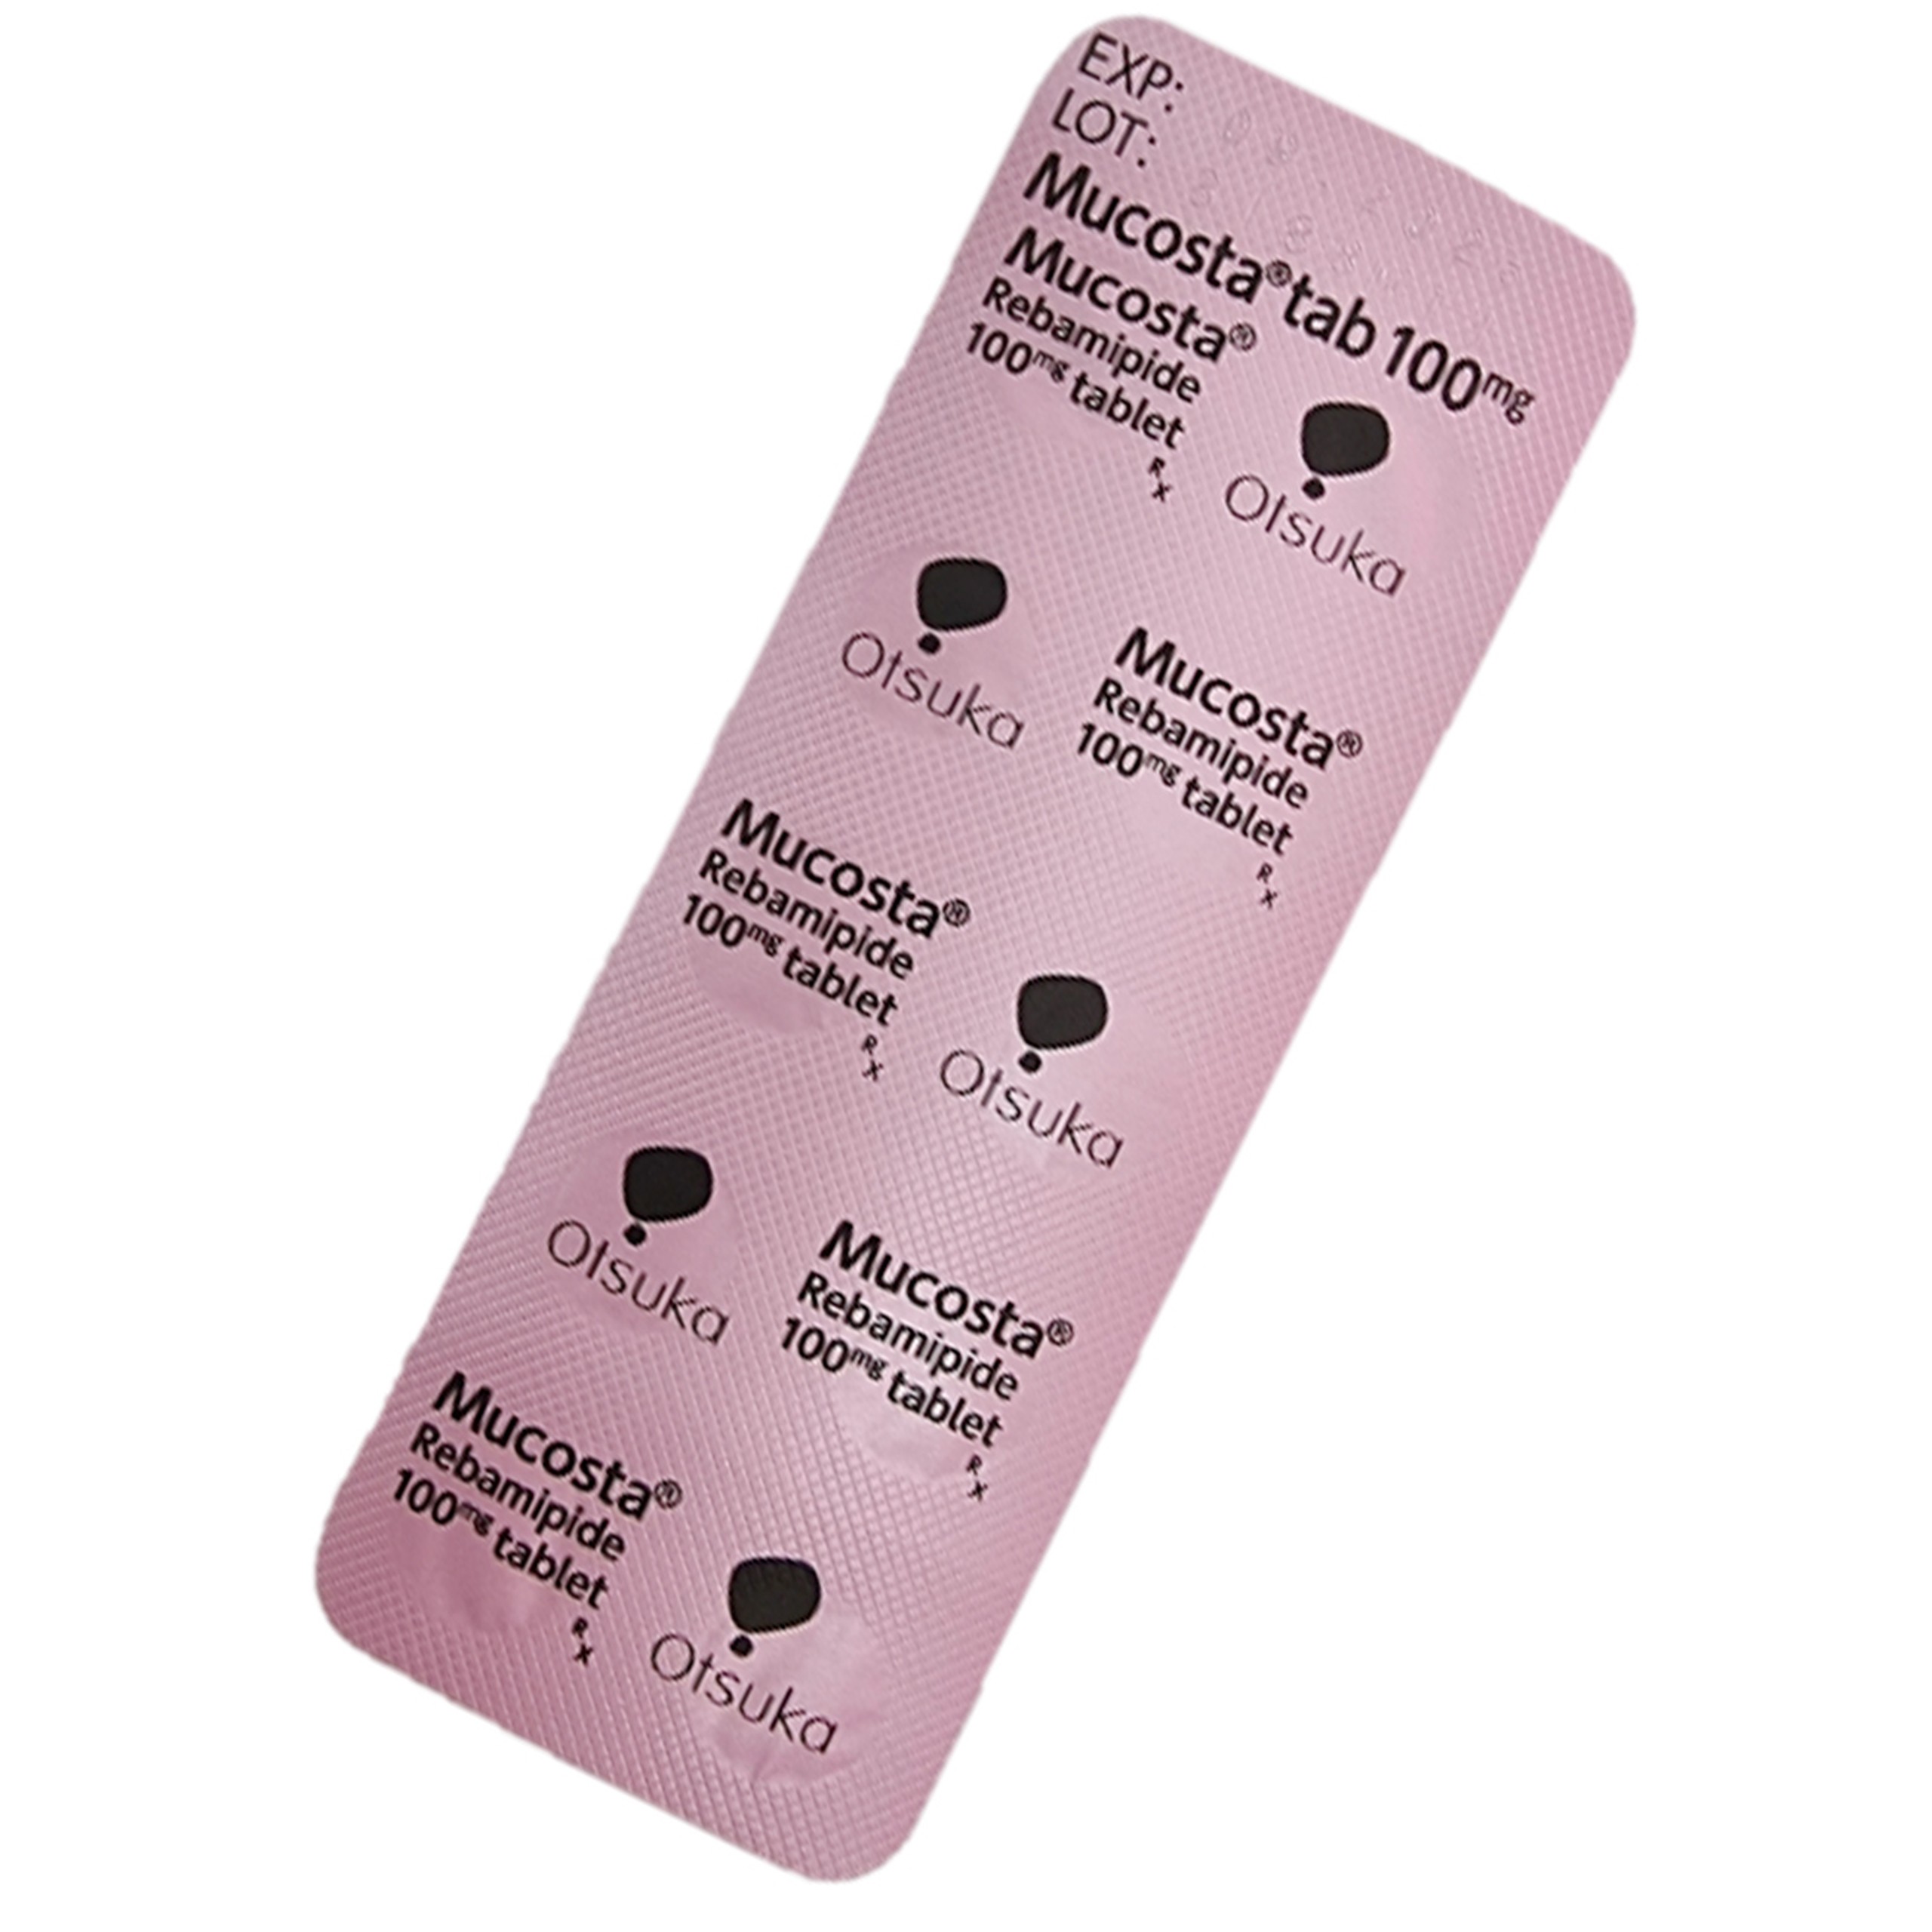 EXP:
LOT:
Mucosta® tab 100mg
Mucosta®
Rebamipide
100mg tablet
Rx
Otsuka
Otsuka
Mucosta®
Rebamipide
100mg tablet
Rx
Mucosta®
Rebamipide
100mg tablet
Rx
Otsuka
Otsuka
Mucosta®
Rebamipide
100mg tablet
Rx
Mucosta®
Rebamipide
100mg tablet
Rx
Otsuka